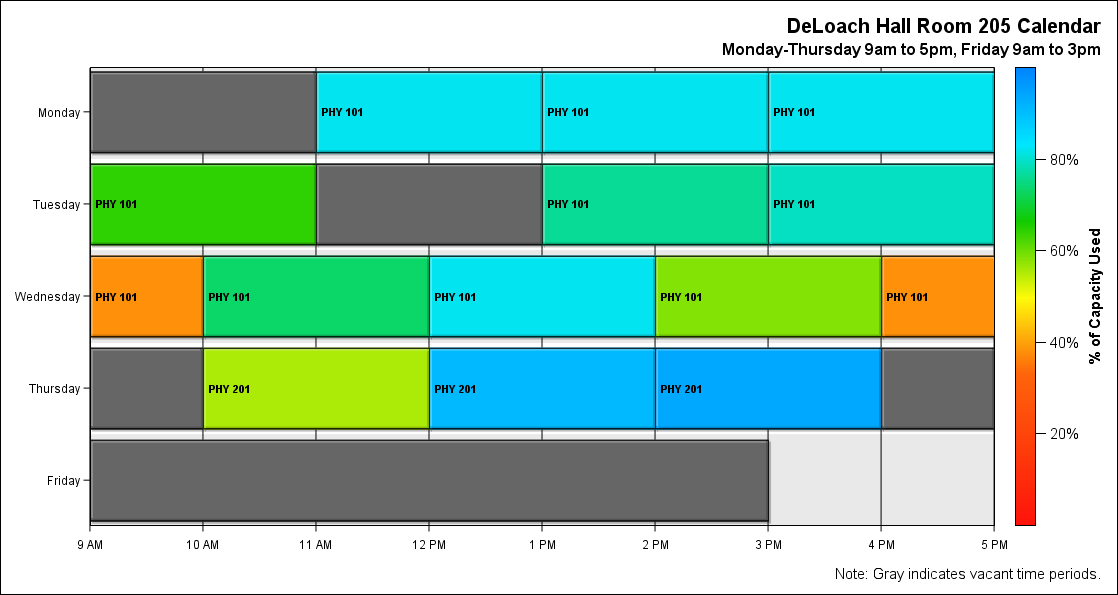 DeLoach Hall Room 205 Calendar
Monday-Thursday 9am to 5pm, Friday 9am to 3pm
Monday PHY 101 PHY 101 PHY 101
Tuesday PHY 101 PHY 101 PHY 101
Wednesday PHY 101 PHY 101 PHY 101 PHY 101 PHY 101
Thursday PHY 201 PHY 201 PHY 201
Friday
9 AM 10 AM 11 AM 12 PM 1 PM 2 PM 3 PM 4 PM 5 PM
80%
60%
40%
20%
% of Capacity Used
Note: Gray indicates vacant time periods.